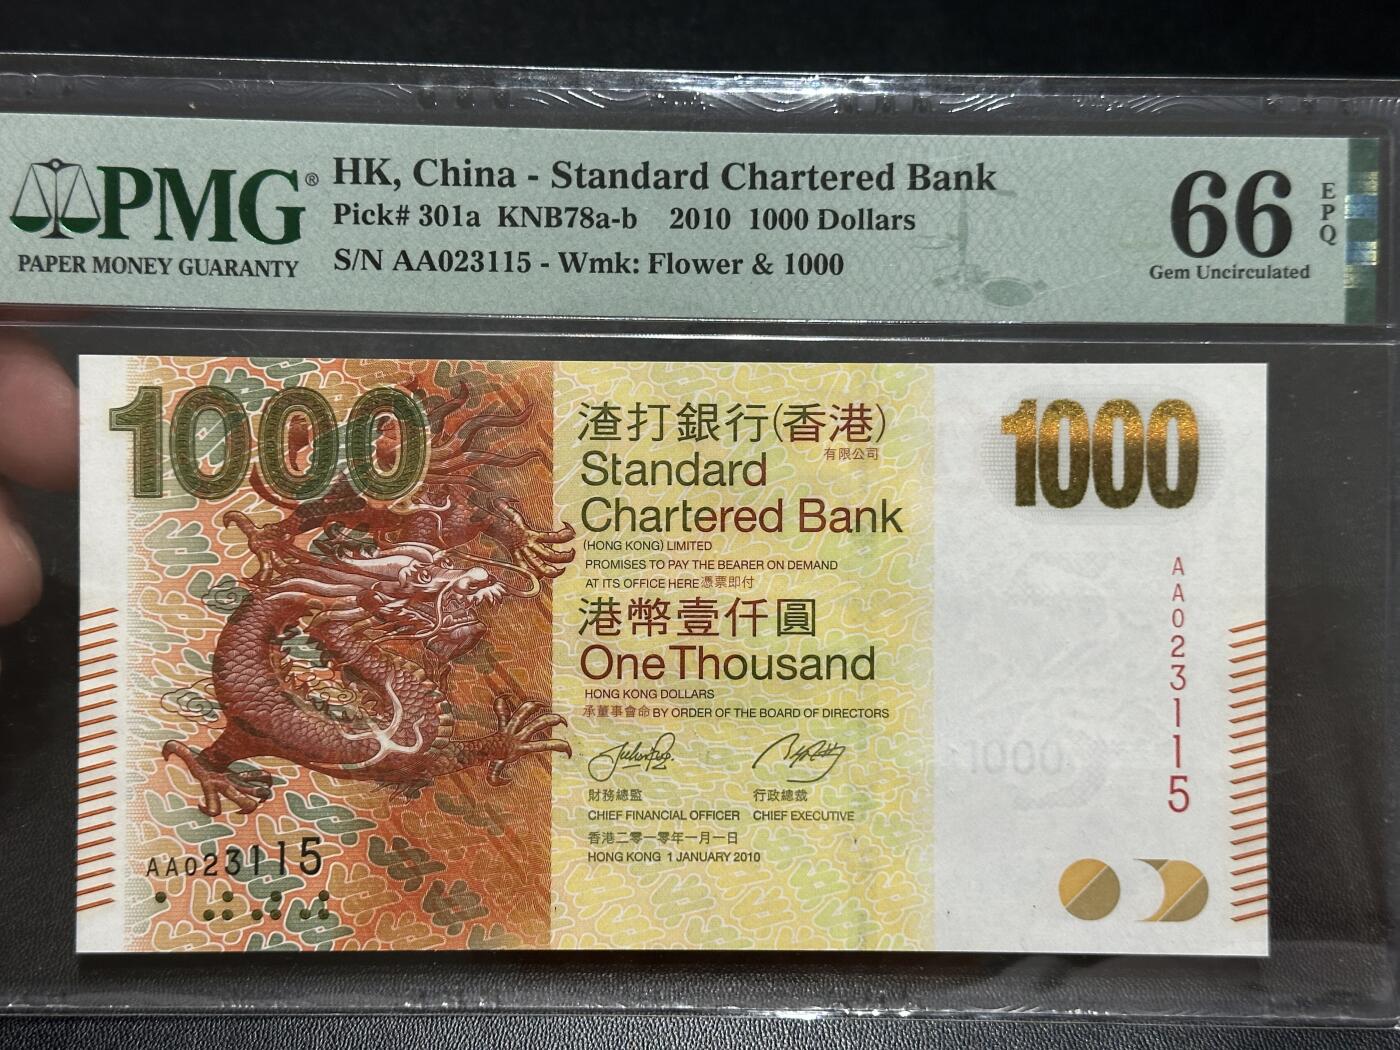 PMG®
PAPER MONEY GUARANTY
HK, China - Standard Chartered Bank
Pick# 301a KNB78a-b 2010 1000 Dollars
S/N AA023115 - Wmk: Flower & 1000
66
EPQ
Gem Uncirculated
1000
1000
渣打銀行(香港)
有限公司
Standard
Chartered Bank
(HONG KONG) LIMITED
PROMISES TO PAY THE BEARER ON DEMAND
AT ITS OFFICE HERE 憑票即付
港幣壹仟圓
One Thousand
HONG KONG DOLLARS
承董事會命 BY ORDER OF THE BOARD OF DIRECTORS
財務總監 行政總裁
CHIEF FINANCIAL OFFICER CHIEF EXECUTIVE
香港二零一零年一月一日
HONG KONG 1 JANUARY 2010
AA023115
AA023115
1000